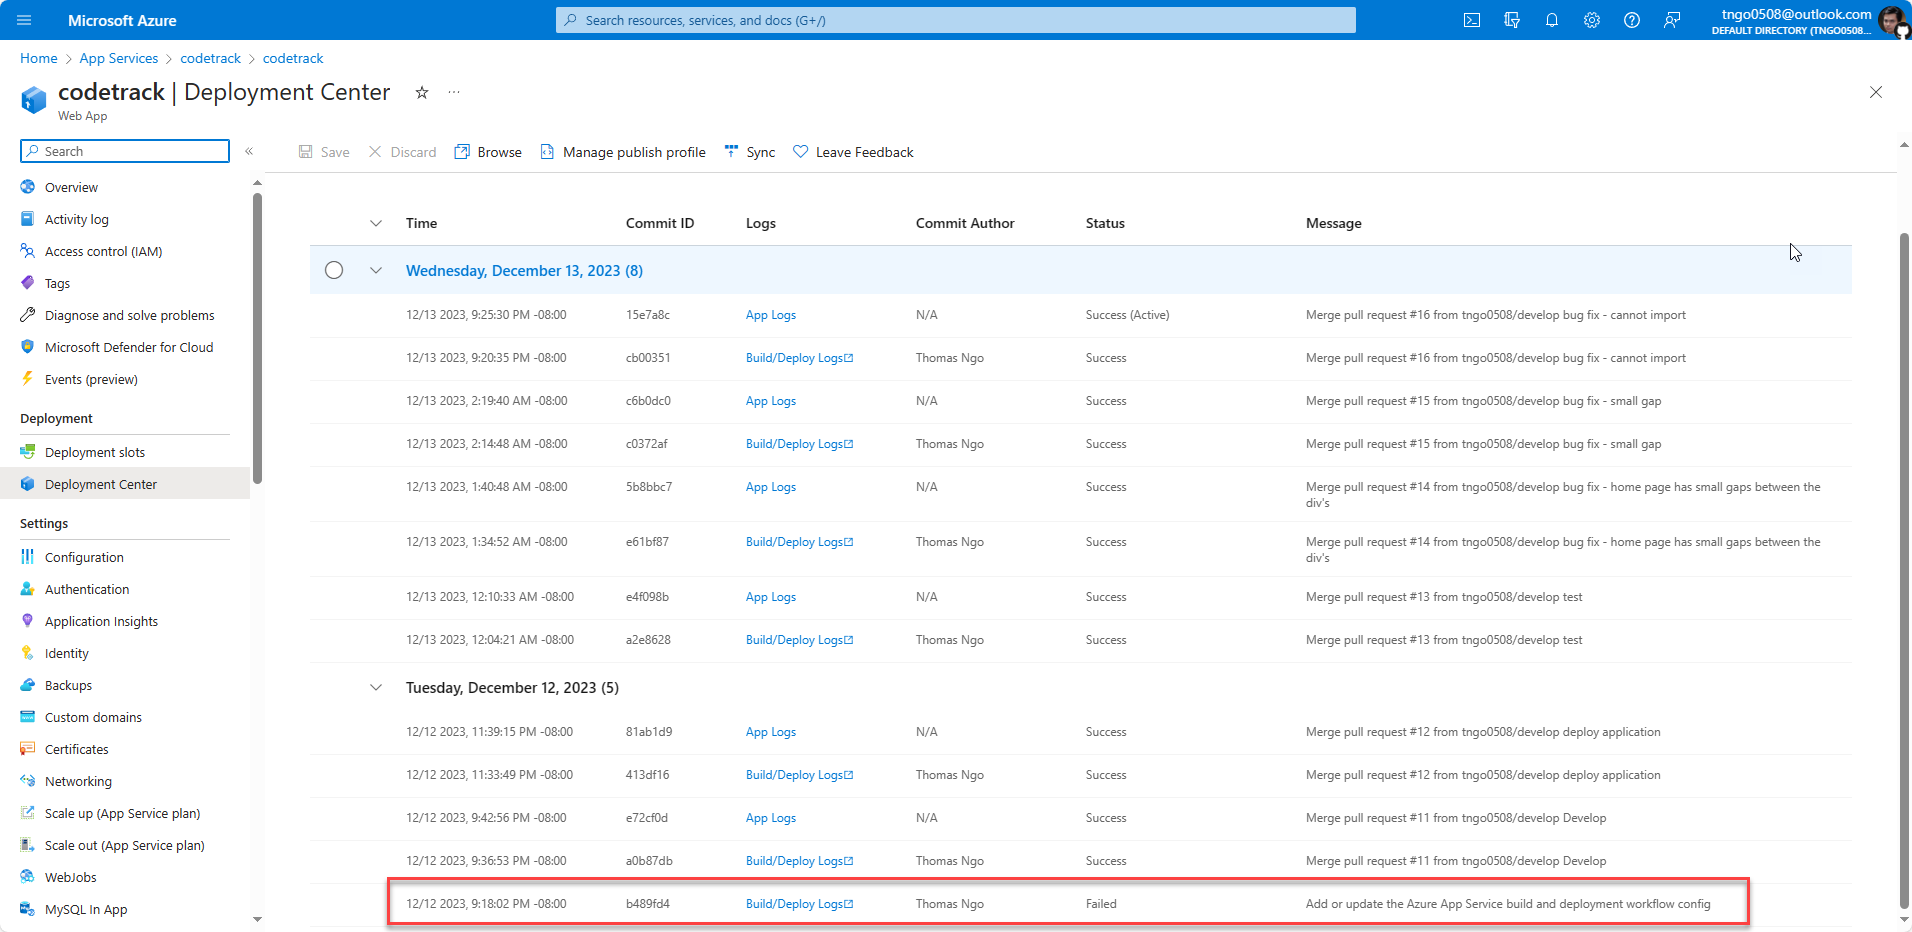 Microsoft Azure
Search resources, services, and docs (G+/)
tngo0508@outlook.com
DEFAULT DIRECTORY (TNGO0508...
Home > App Services > codetrack > codetrack
codetrack | Deployment Center
Web App
Search
Save Discard Browse Manage publish profile Sync Leave Feedback
Overview
Activity log
Access control (IAM)
Tags
Diagnose and solve problems
Microsoft Defender for Cloud
Events (preview)
Deployment
Deployment slots
Deployment Center
Settings
Configuration
Authentication
Application Insights
Identity
Backups
Custom domains
Certificates
Networking
Scale up (App Service plan)
Scale out (App Service plan)
WebJobs
MySQL In App
Time Commit ID Logs Commit Author Status Message
Wednesday, December 13, 2023 (8)
12/13 2023, 9:25:30 PM -08:00 15e7a8c App Logs N/A Success (Active) Merge pull request #16 from tngo0508/develop bug fix - cannot import
12/13 2023, 9:20:35 PM -08:00 cb00351 Build/Deploy Logs Thomas Ngo Success Merge pull request #16 from tngo0508/develop bug fix - cannot import
12/13 2023, 2:19:40 AM -08:00 c6b0dc0 App Logs N/A Success Merge pull request #15 from tngo0508/develop bug fix - small gap
12/13 2023, 2:14:48 AM -08:00 c0372af Build/Deploy Logs Thomas Ngo Success Merge pull request #15 from tngo0508/develop bug fix - small gap
12/13 2023, 1:40:48 AM -08:00 5b8bbc7 App Logs N/A Success Merge pull request #14 from tngo0508/develop bug fix - home page has small gaps between the
div's
12/13 2023, 1:34:52 AM -08:00 e61bf87 Build/Deploy Logs Thomas Ngo Success Merge pull request #14 from tngo0508/develop bug fix - home page has small gaps between the
div's
12/13 2023, 12:10:33 AM -08:00 e4f098b App Logs N/A Success Merge pull request #13 from tngo0508/develop test
12/13 2023, 12:04:21 AM -08:00 a2e8628 Build/Deploy Logs Thomas Ngo Success Merge pull request #13 from tngo0508/develop test
Tuesday, December 12, 2023 (5)
12/12 2023, 11:39:15 PM -08:00 81ab1d9 App Logs N/A Success Merge pull request #12 from tngo0508/develop deploy application
12/12 2023, 11:33:49 PM -08:00 413df16 Build/Deploy Logs Thomas Ngo Success Merge pull request #12 from tngo0508/develop deploy application
12/12 2023, 9:42:56 PM -08:00 e72cf0d App Logs N/A Success Merge pull request #11 from tngo0508/develop Develop
12/12 2023, 9:36:53 PM -08:00 a0b87db Build/Deploy Logs Thomas Ngo Success Merge pull request #11 from tngo0508/develop Develop
12/12 2023, 9:18:02 PM -08:00 b489fd4 Build/Deploy Logs Thomas Ngo Failed Add or update the Azure App Service build and deployment workflow config